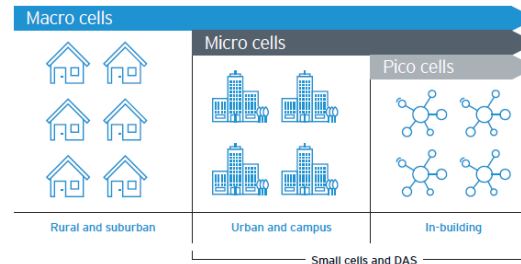 Macro cells
Micro cells
Pico cells
Rural and suburban
Urban and campus
In-building
Small cells and DAS